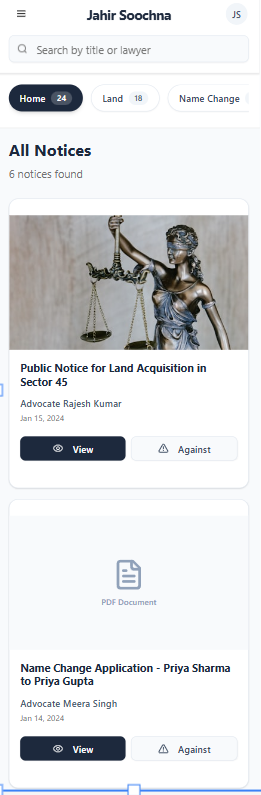 Jahir Soochna
JS
Search by title or lawyer
Home 24
Land 18
Name Change
All Notices
6 notices found
Public Notice for Land Acquisition in
Sector 45
Advocate Rajesh Kumar
Jan 15, 2024
View
Against
PDF Document
Name Change Application - Priya Sharma
to Priya Gupta
Advocate Meera Singh
Jan 14, 2024
View
Against